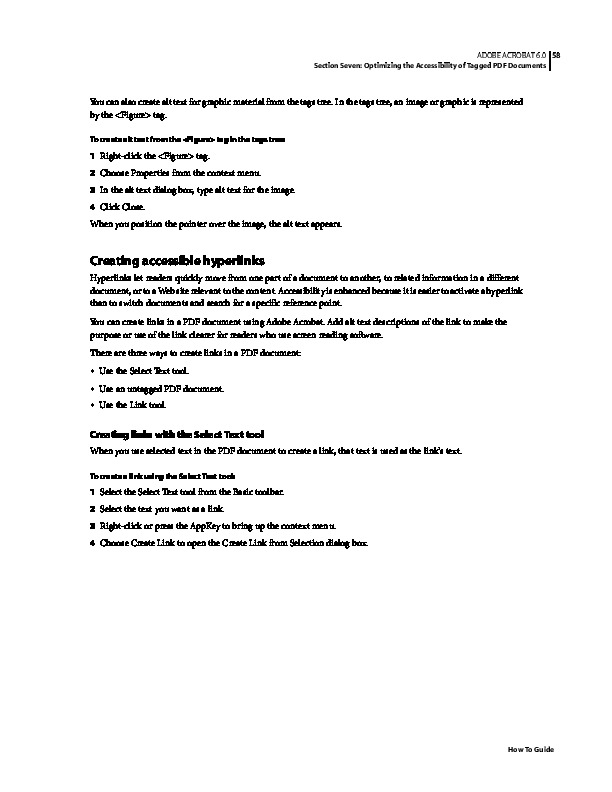 ADOBE ACROBAT 6.0 58
Section Seven: Optimizing the Accessibility of Tagged PDF Documents
You can also create alt text for graphic material from the tags tree. In the tags tree, an image or graphic is represented
by the <Figure> tag.
To create alt text from the <Figure> tag in the tags tree:
1 Right-click the <Figure> tag.
2 Choose Properties from the context menu.
3 In the alt text dialog box, type alt text for the image.
4 Click Close.
When you position the pointer over the image, the alt text appears.
Creating accessible hyperlinks
Hyperlinks let readers quickly move from one part of a document to another, to related information in a different
document, or to a Website relevant to the content. Accessibility is enhanced because it is easier to activate a hyperlink
than to switch documents and search for a specific reference point.
You can create links in a PDF document using Adobe Acrobat. Add alt text descriptions of the link to make the
purpose or use of the link clearer for readers who use screen reading software.
There are three ways to create links in a PDF document:
• Use the Select Text tool.
• Use an untagged PDF document.
• Use the Link tool.
Creating links with the Select Text tool
When you use selected text in the PDF document to create a link, that text is used as the link's text.
To create a link using the Select Text tool:
1 Select the Select Text tool from the Basic toolbar.
2 Select the text you want as a link.
3 Right-click or press the AppKey to bring up the context menu.
4 Choose Create Link to open the Create Link from Selection dialog box.
How To Guide